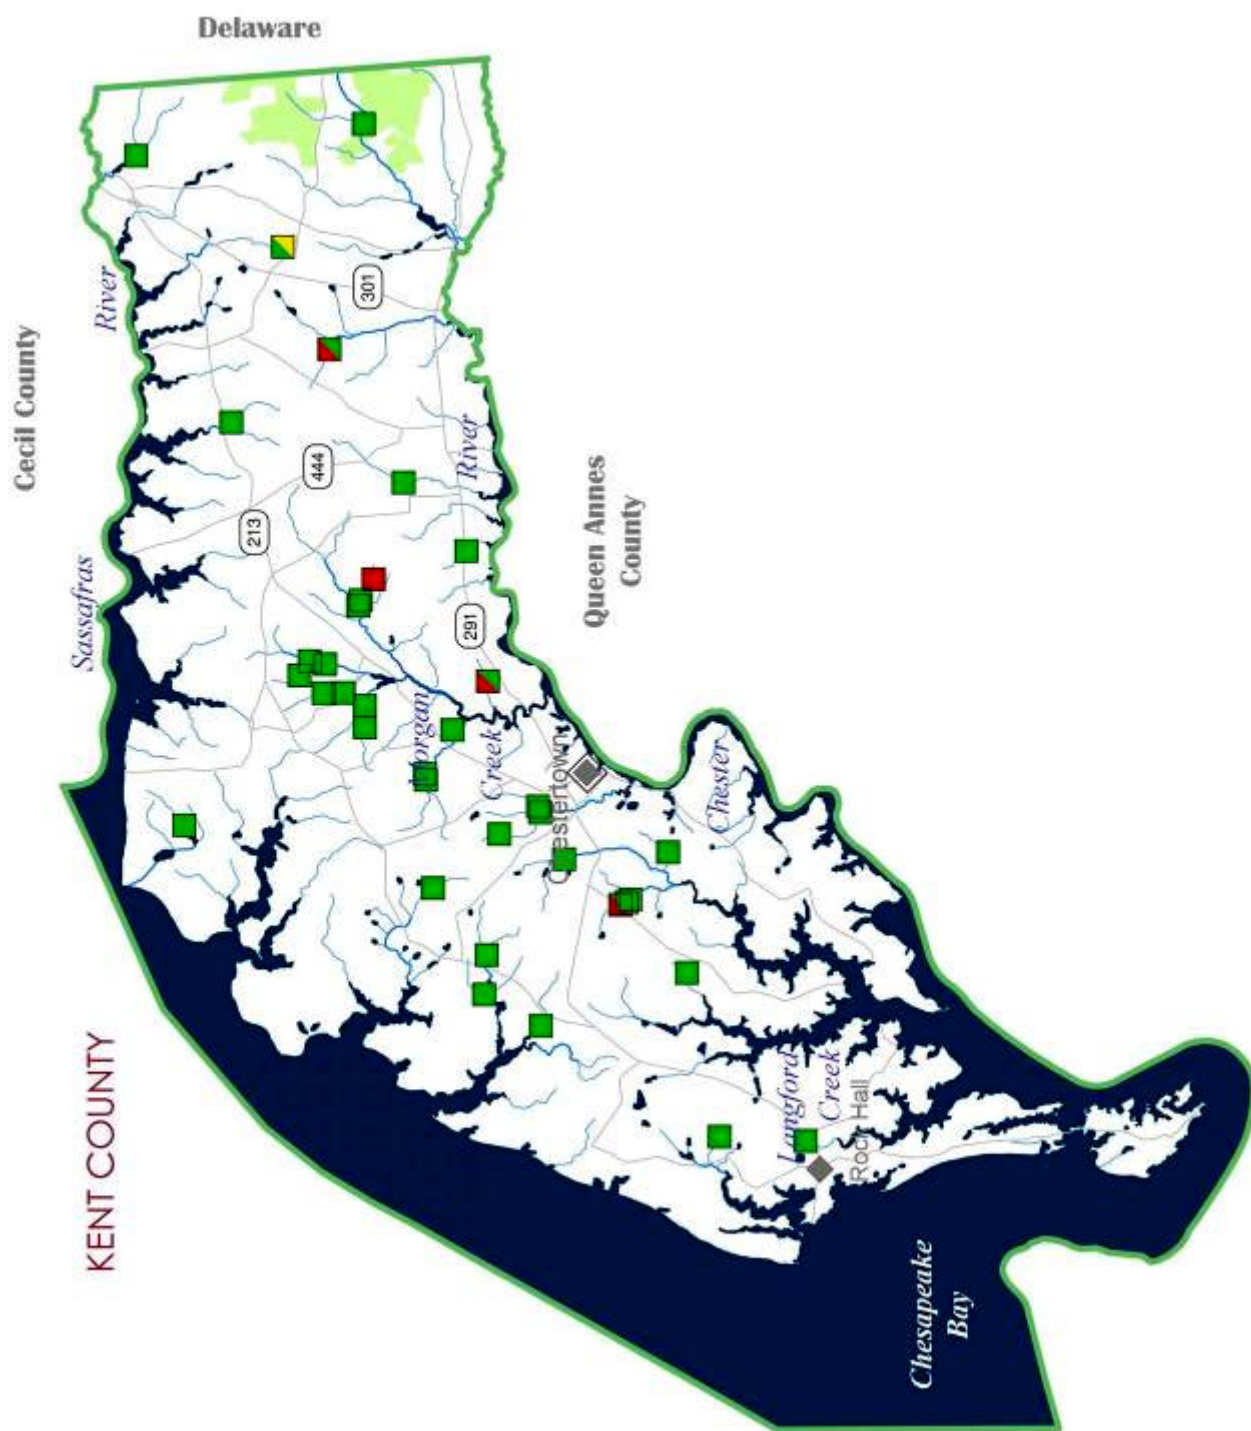 Delaware
Cecil County
KENT COUNTY
Sassafras
River
301
213
444
River
291
Queen Annes
County
Morgan
Creek
Chestertown
Chester
Langford
Creek
Rock Hall
Chesapeake
Bay